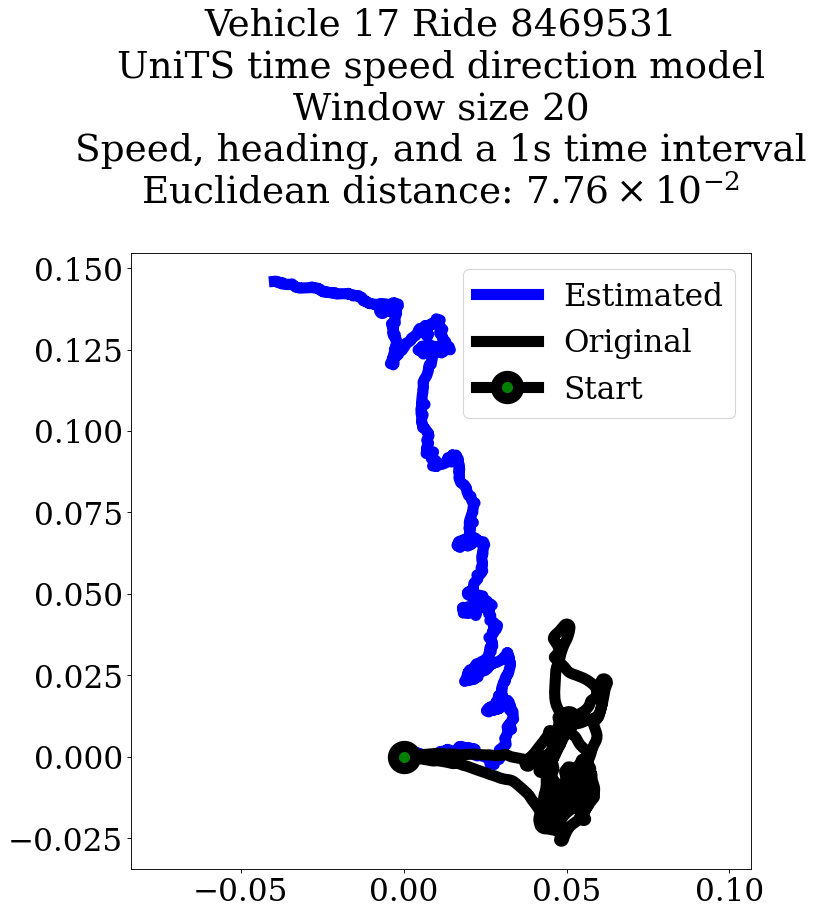 Vehicle 17 Ride 8469531
UniTS time speed direction model
Window size 20
Speed, heading, and a 1s time interval
Euclidean distance: 7.76 × 10⁻²
0.150
0.125
0.100
0.075
0.050
0.025
0.000
−0.025
Estimated
Original
Start
−0.05 0.00 0.05 0.10